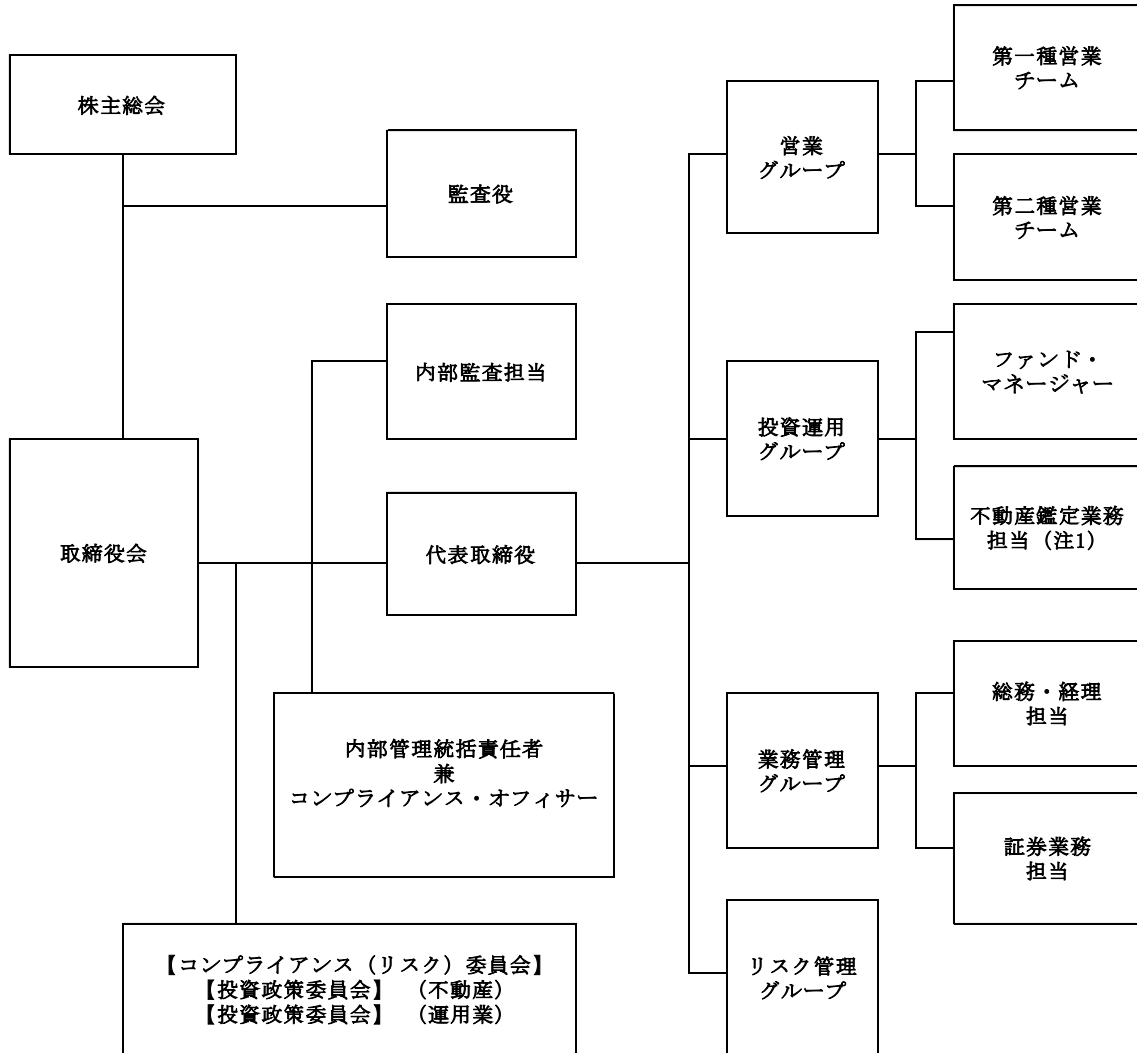 株主総会
監査役
内部監査担当
取締役会
代表取締役
内部管理統括責任者
兼
コンプライアンス・オフィサー
【コンプライアンス（リスク）委員会】
【投資政策委員会】　（不動産）
【投資政策委員会】　（運用業）
営業
グループ
第一種営業
チーム
第二種営業
チーム
投資運用
グループ
ファンド・
マネージャー
不動産鑑定業務
担当（注1）
業務管理
グループ
総務・経理
担当
証券業務
担当
リスク管理
グループ